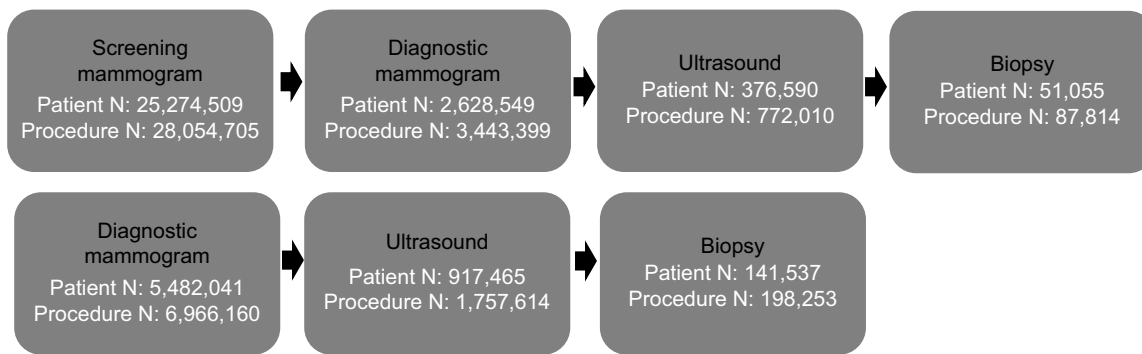 Screening
mammogram
Patient N: 25,274,509
Procedure N: 28,054,705
Diagnostic
mammogram
Patient N: 2,628,549
Procedure N: 3,443,399
Ultrasound
Patient N: 376,590
Procedure N: 772,010
Biopsy
Patient N: 51,055
Procedure N: 87,814
Diagnostic
mammogram
Patient N: 5,482,041
Procedure N: 6,966,160
Ultrasound
Patient N: 917,465
Procedure N: 1,757,614
Biopsy
Patient N: 141,537
Procedure N: 198,253